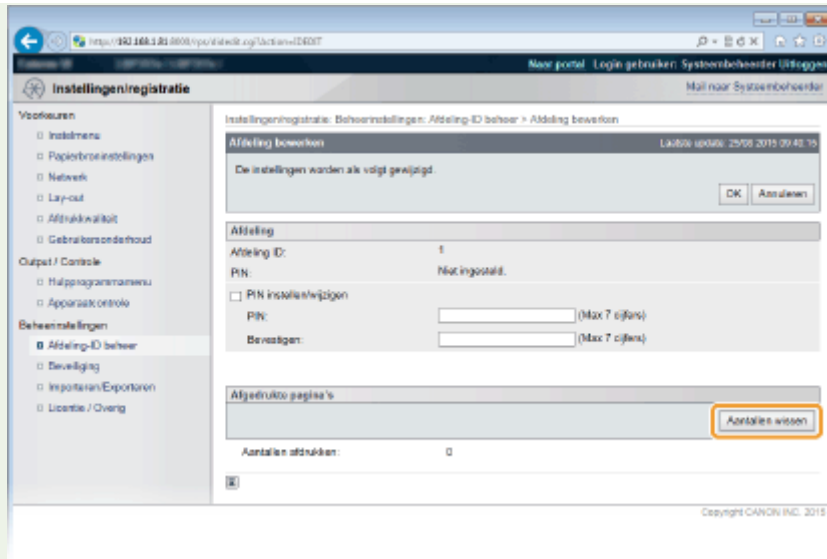 Naar portal Login gebruiker: Systeembeheerder Uitloggen
Instellingen/registratie
Mail naar Systeembeheerder
Voorkeuren
Instelmenu
Papierbroninstellingen
Netwerk
Lay-out
Afdrukkwaliteit
Gebruikersonderhoud
Output / Controle
Hulpprogrammamenu
Apparaatcontrole
Beheerinstellingen
Afdeling-ID beheer
Beveiliging
Importeren/Exporteren
Licentie / Overig
Instellingen/registratie: Beheerinstellingen: Afdeling-ID beheer > Afdeling bewerken
Afdeling bewerken
Laatste update: 25/08 2015 09:40:16
De instellingen worden als volgt gewijzigd.
OK Annuleren
Afdeling
Afdeling ID: 1
PIN: Niet ingesteld.
PIN instellen/wijzigen
PIN: (Max 7 cijfers)
Bevestigen: (Max 7 cijfers)
Afgedrukte pagina's
Aantallen wissen
Aantallen afdrukken: 0
Copyright CANON INC. 2015